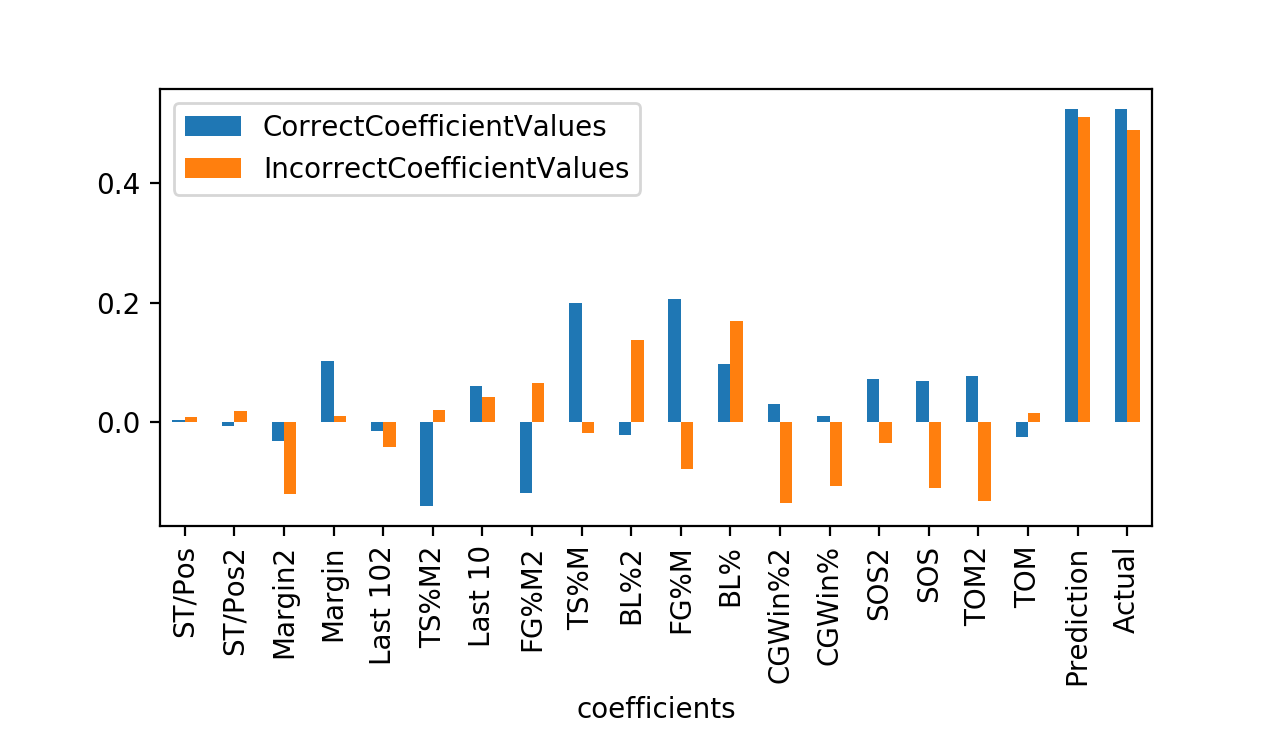 CorrectCoefficientValues
IncorrectCoefficientValues
0.4
0.2
0.0
ST/Pos
ST/Pos2
Margin2
Margin
Last 102
TS%M2
Last 10
FG%M2
TS%M
BL%2
FG%M
BL%
CGWin%2
CGWin%
SOS2
SOS
TOM2
TOM
Prediction
Actual
coefficients